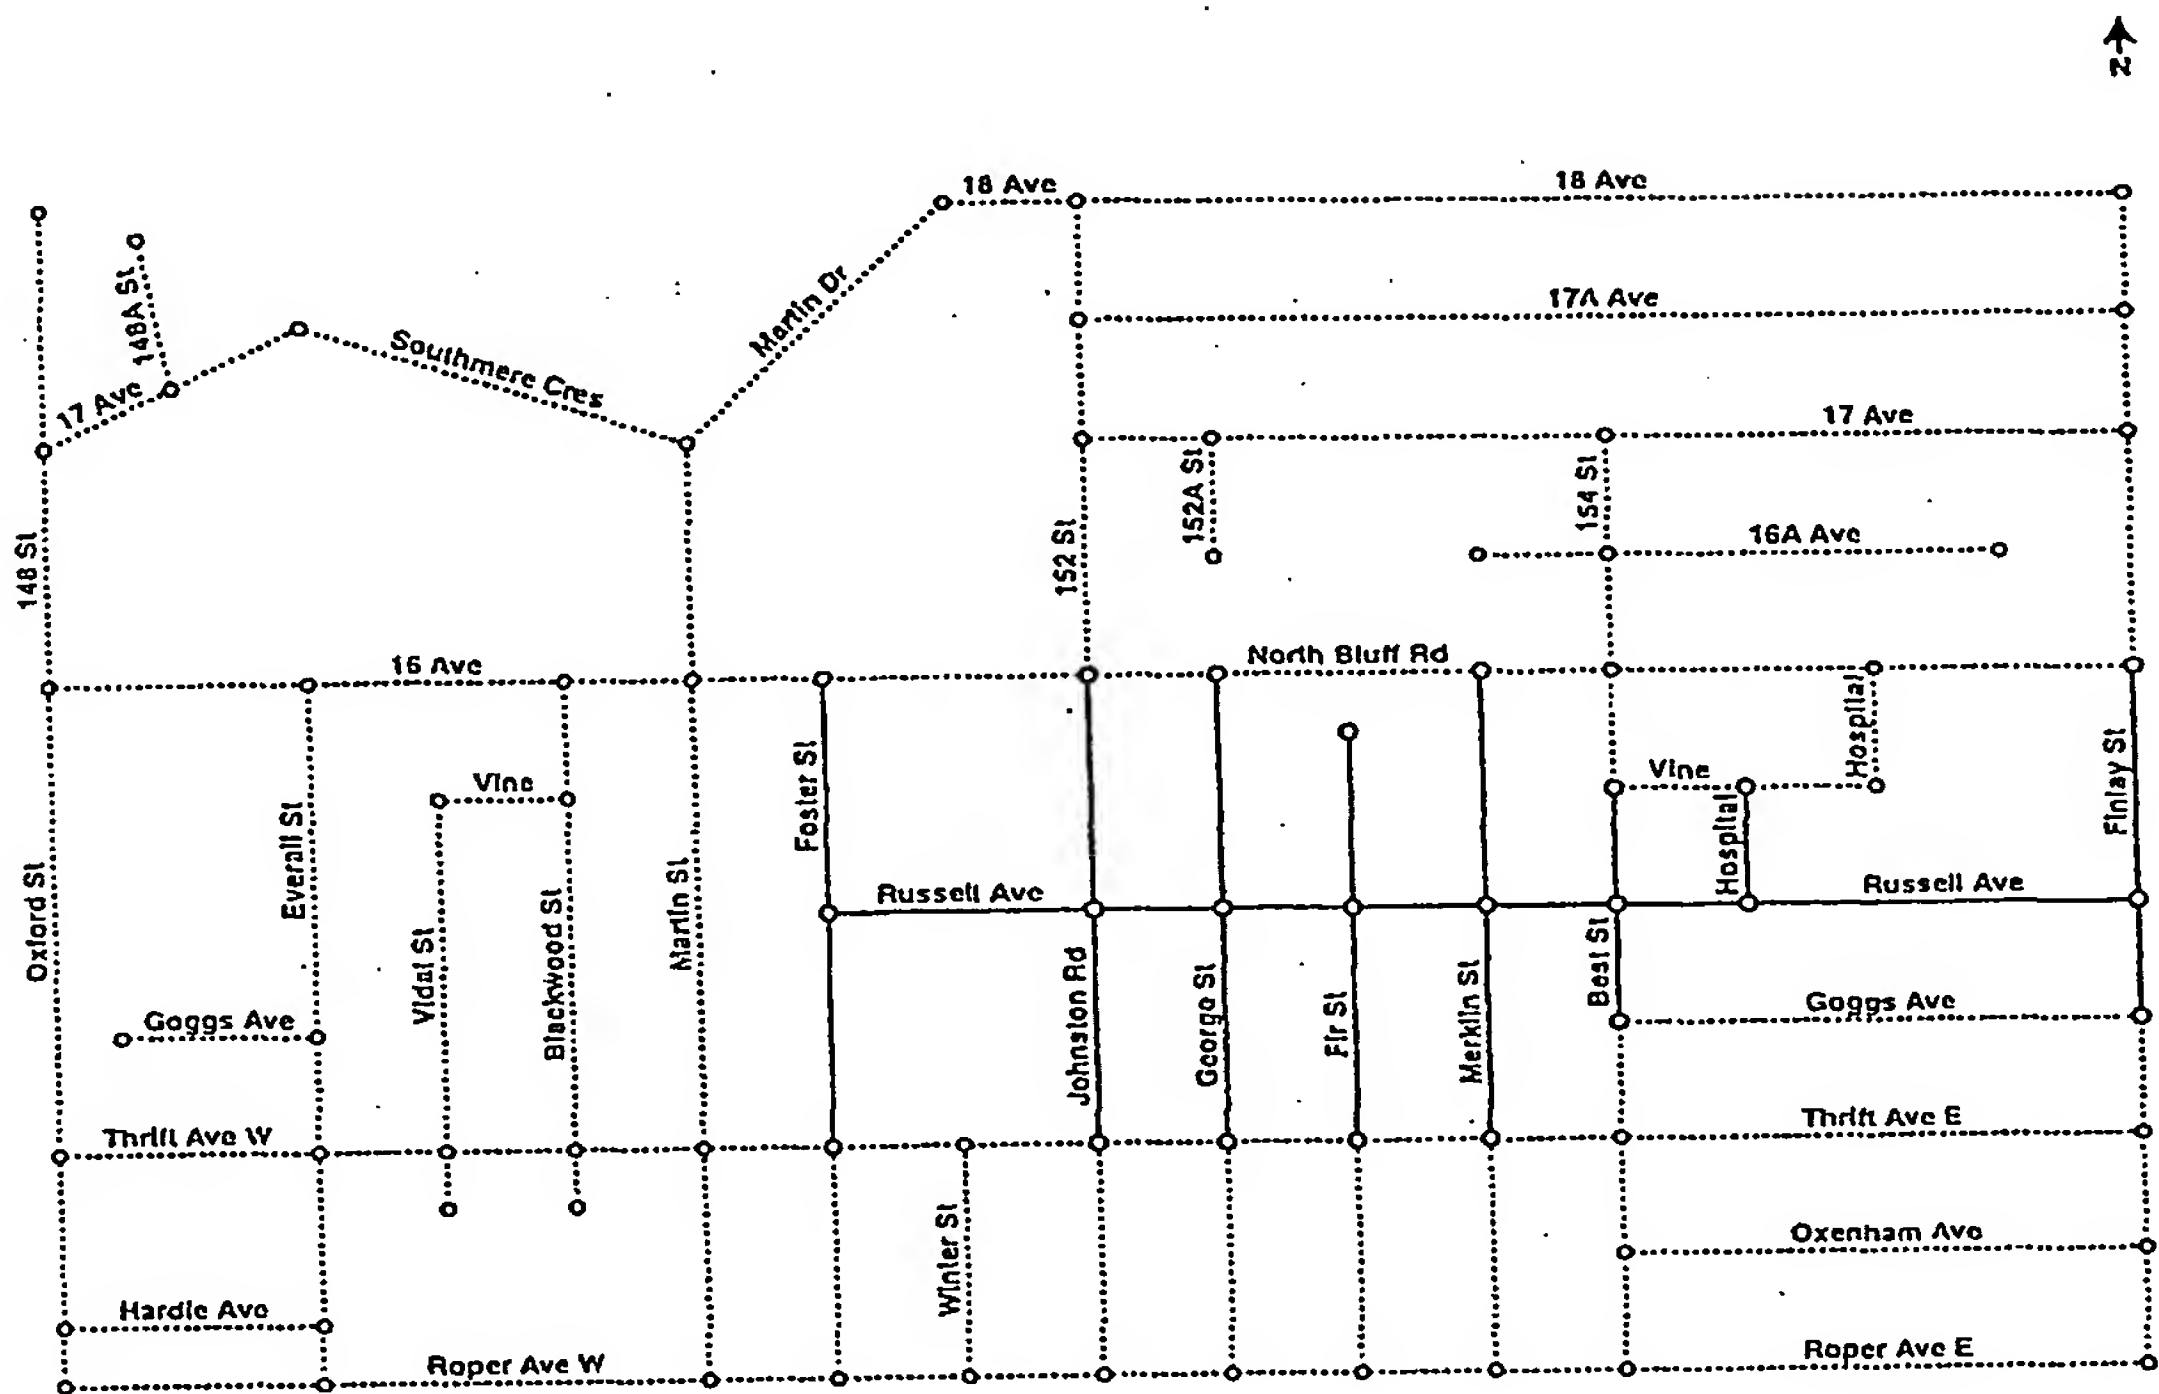 N
18 Ave
18 Ave
148A St
Martin Dr
17A Ave
Southmere Cres
17 Ave
17 Ave
152A St
154 St
148 St
152 St
16A Ave
16 Ave
North Bluff Rd
Hospital
Finlay St
Vine
Vine
Foster St
Everall St
Hospital
Russell Ave
Russell Ave
Oxford St
Martin St
Vidal St
Blackwood St
Johnston Rd
George St
Fir St
Merklin St
Best St
Goggs Ave
Goggs Ave
Thrift Ave W
Thrift Ave E
Winter St
Oxenham Ave
Hardie Ave
Roper Ave W
Roper Ave E